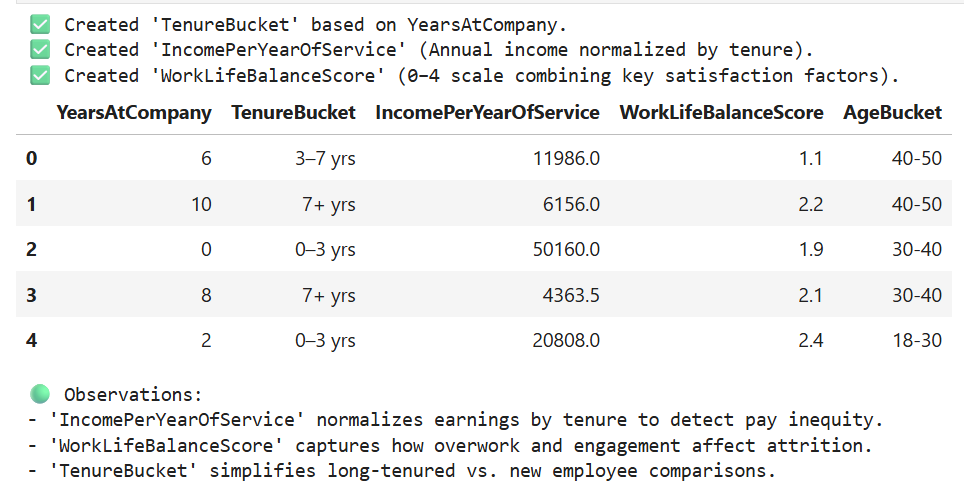 ✅ Created 'TenureBucket' based on YearsAtCompany.
✅ Created 'IncomePerYearOfService' (Annual income normalized by tenure).
✅ Created 'WorkLifeBalanceScore' (0–4 scale combining key satisfaction factors).
YearsAtCompany TenureBucket IncomePerYearOfService WorkLifeBalanceScore AgeBucket
0 6 3–7 yrs 11986.0 1.1 40-50
1 10 7+ yrs 6156.0 2.2 40-50
2 0 0–3 yrs 50160.0 1.9 30-40
3 8 7+ yrs 4363.5 2.1 30-40
4 2 0–3 yrs 20808.0 2.4 18-30
🟢 Observations:
- 'IncomePerYearOfService' normalizes earnings by tenure to detect pay inequity.
- 'WorkLifeBalanceScore' captures how overwork and engagement affect attrition.
- 'TenureBucket' simplifies long-tenured vs. new employee comparisons.